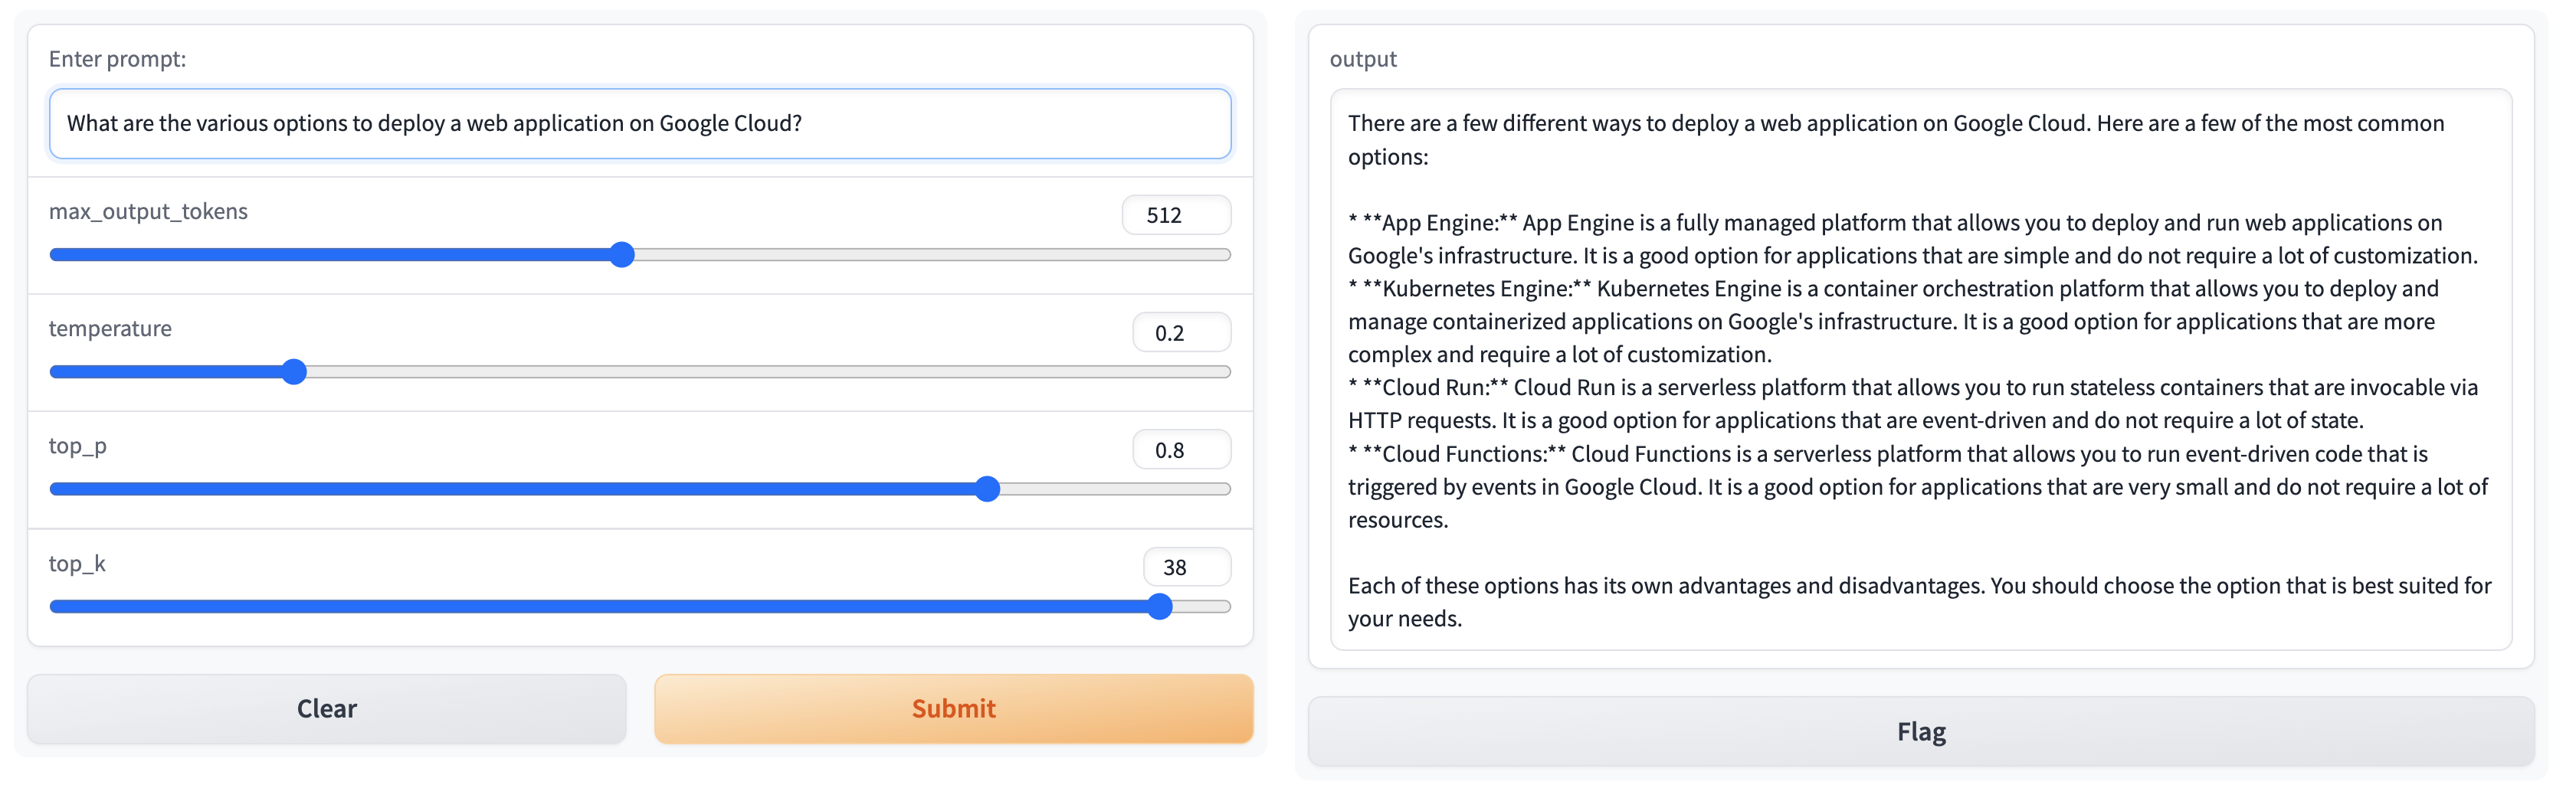 Enter prompt:
What are the various options to deploy a web application on Google Cloud?
max_output_tokens
512
temperature
0.2
top_p
0.8
top_k
38
Clear
Submit
output
There are a few different ways to deploy a web application on Google Cloud. Here are a few of the most common
options:
* **App Engine:** App Engine is a fully managed platform that allows you to deploy and run web applications on
Google's infrastructure. It is a good option for applications that are simple and do not require a lot of customization.
* **Kubernetes Engine:** Kubernetes Engine is a container orchestration platform that allows you to deploy and
manage containerized applications on Google's infrastructure. It is a good option for applications that are more
complex and require a lot of customization.
* **Cloud Run:** Cloud Run is a serverless platform that allows you to run stateless containers that are invocable via
HTTP requests. It is a good option for applications that are event-driven and do not require a lot of state.
* **Cloud Functions:** Cloud Functions is a serverless platform that allows you to run event-driven code that is
triggered by events in Google Cloud. It is a good option for applications that are very small and do not require a lot of
resources.
Each of these options has its own advantages and disadvantages. You should choose the option that is best suited for
your needs.
Flag